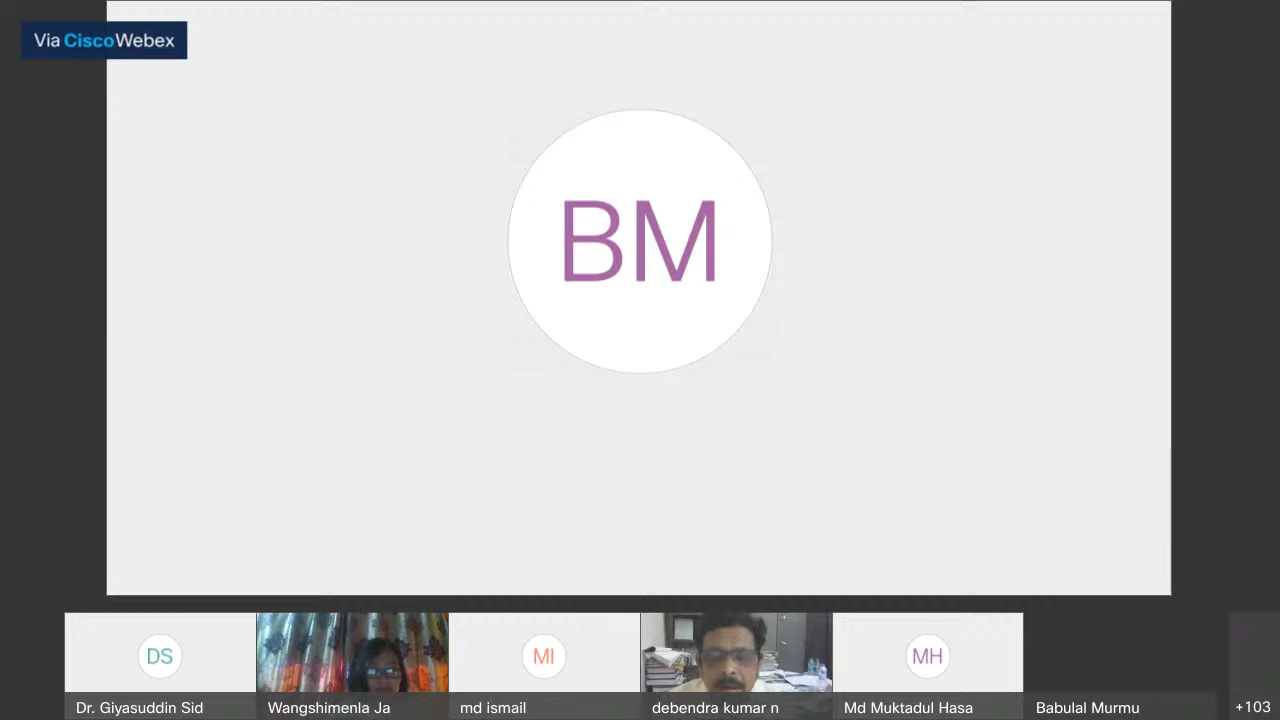 Via CiscoWebex
BM
DS
MI
MH
Dr. Giyasuddin Sid
Wangshimenla Ja
md ismail
debendra kumar n
Md Muktadul Hasa
Babulal Murmu
+103